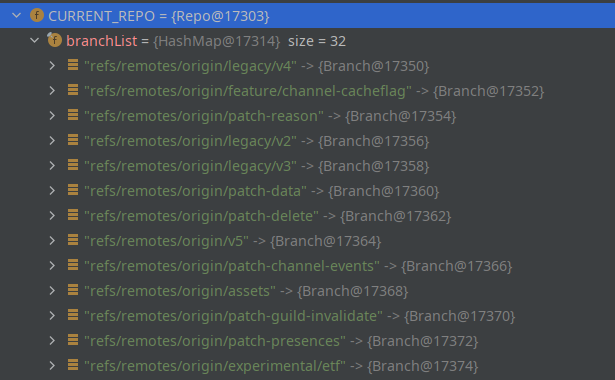 CURRENT_REPO = {Repo@17303}
branchList = {HashMap@17314} size = 32
"refs/remotes/origin/legacy/v4" -> {Branch@17350}
"refs/remotes/origin/feature/channel-cacheflag" -> {Branch@17352}
"refs/remotes/origin/patch-reason" -> {Branch@17354}
"refs/remotes/origin/legacy/v2" -> {Branch@17356}
"refs/remotes/origin/legacy/v3" -> {Branch@17358}
"refs/remotes/origin/patch-data" -> {Branch@17360}
"refs/remotes/origin/patch-delete" -> {Branch@17362}
"refs/remotes/origin/v5" -> {Branch@17364}
"refs/remotes/origin/patch-channel-events" -> {Branch@17366}
"refs/remotes/origin/assets" -> {Branch@17368}
"refs/remotes/origin/patch-guild-invalidate" -> {Branch@17370}
"refs/remotes/origin/patch-presences" -> {Branch@17372}
"refs/remotes/origin/experimental/etf" -> {Branch@17374}